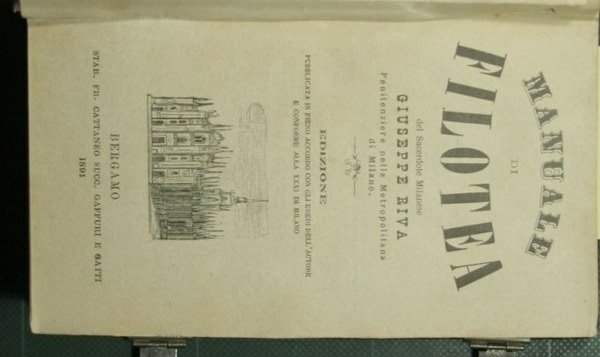 MANUALE
DI
FILOTEA
del Sacerdote Milanese
GIUSEPPE RIVA
Penitenziere nella Metropolitana
di Milano.
EDIZIONE
PUBBLICATA IN PIENO ACCORDO CON GLI EREDI DELL'AUTORE
E CONFORME ALLA XXXI DI MILANO
BERGAMO
STAB. FR. CATTANEO SUCC. GAFFURI E GATTI
1891